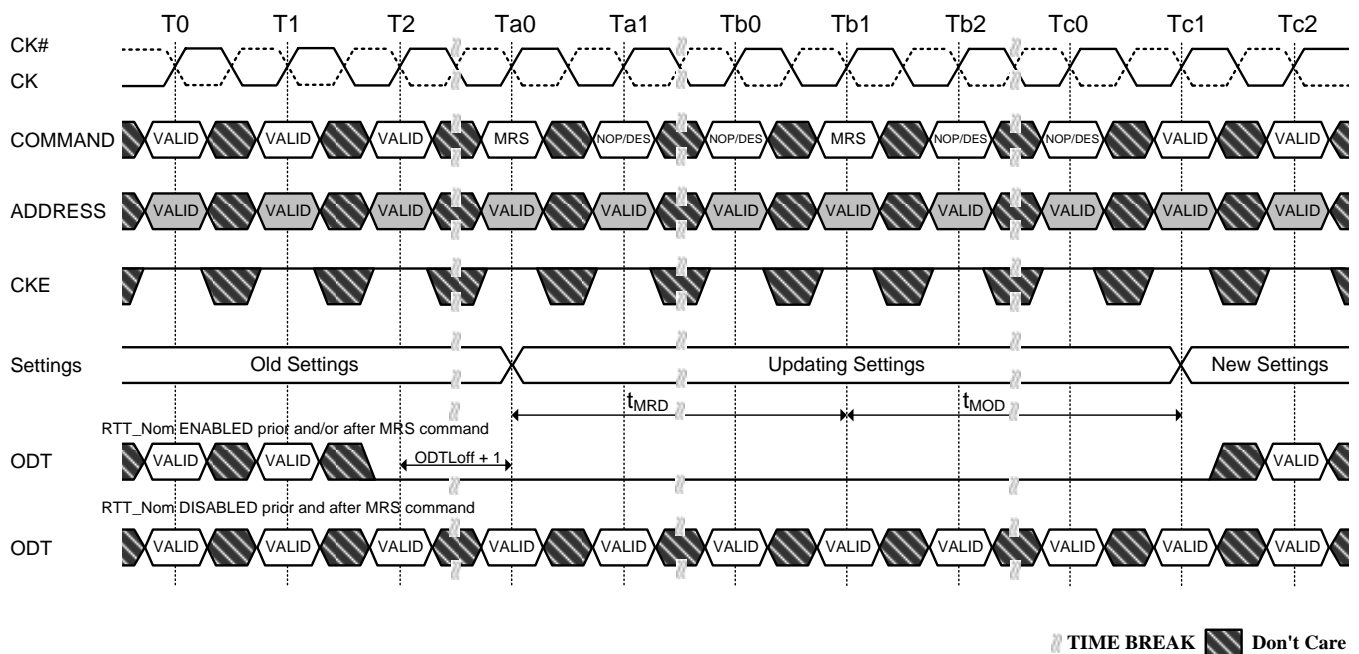 T0 T1 T2 Ta0 Ta1 Tb0 Tb1 Tb2 Tc0 Tc1 Tc2
CK#
CK
COMMAND VALID VALID VALID MRS NOP/DES NOP/DES MRS NOP/DES NOP/DES VALID VALID
ADDRESS VALID VALID VALID VALID VALID VALID VALID VALID VALID VALID VALID
CKE
Settings Old Settings Updating Settings New Settings
tMRD tMOD
RTT_Nom ENABLED prior and/or after MRS command
ODT VALID VALID ODTLoff + 1 VALID
RTT_Nom DISABLED prior and after MRS command
ODT VALID VALID VALID VALID VALID VALID VALID VALID VALID VALID VALID
TIME BREAK Don't Care